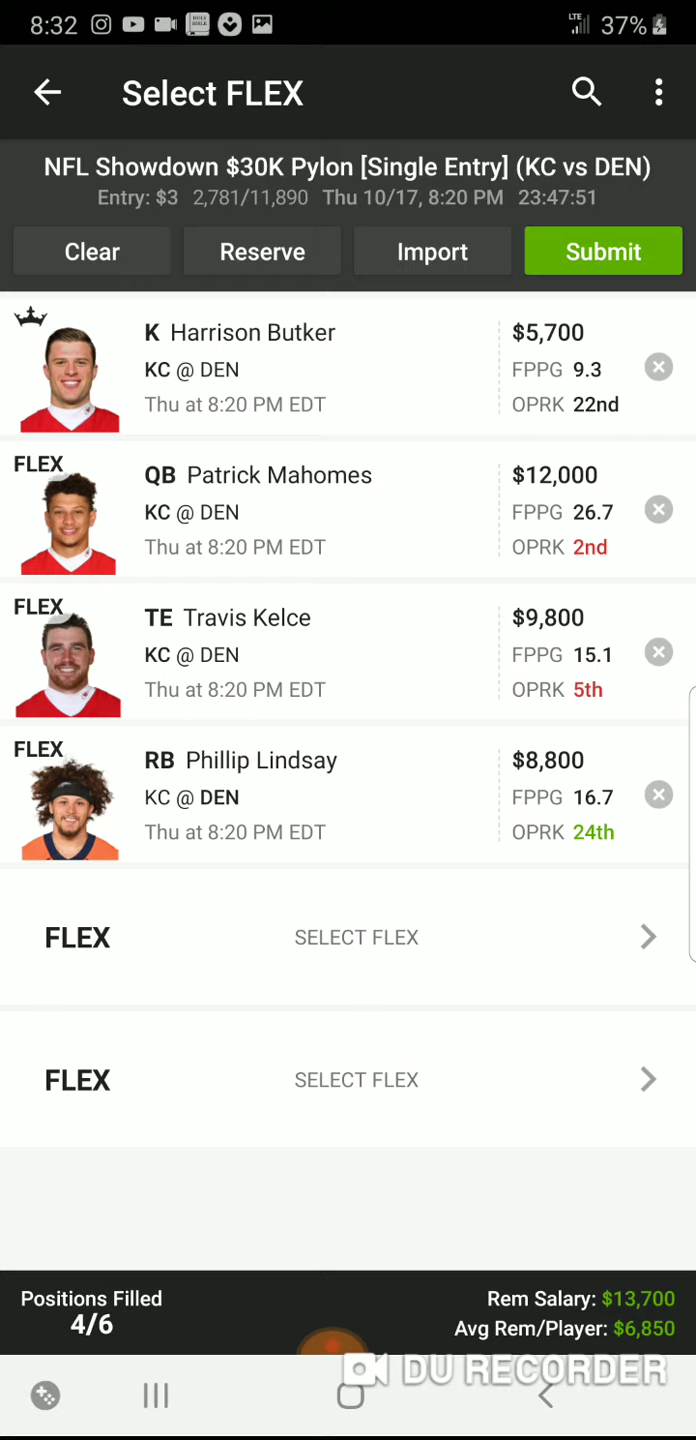 8:32
LTE
37%
Select FLEX
NFL Showdown $30K Pylon [Single Entry] (KC vs DEN)
Entry: $3 2,781/11,890 Thu 10/17, 8:20 PM 23:47:51
Clear Reserve Import Submit
K Harrison Butker $5,700
KC @ DEN FPPG 9.3
Thu at 8:20 PM EDT OPRK 22nd
FLEX
QB Patrick Mahomes $12,000
KC @ DEN FPPG 26.7
Thu at 8:20 PM EDT OPRK 2nd
FLEX
TE Travis Kelce $9,800
KC @ DEN FPPG 15.1
Thu at 8:20 PM EDT OPRK 5th
FLEX
RB Phillip Lindsay $8,800
KC @ DEN FPPG 16.7
Thu at 8:20 PM EDT OPRK 24th
FLEX SELECT FLEX
FLEX SELECT FLEX
Positions Filled Rem Salary: $13,700
4/6 Avg Rem/Player: $6,850
DU RECORDER